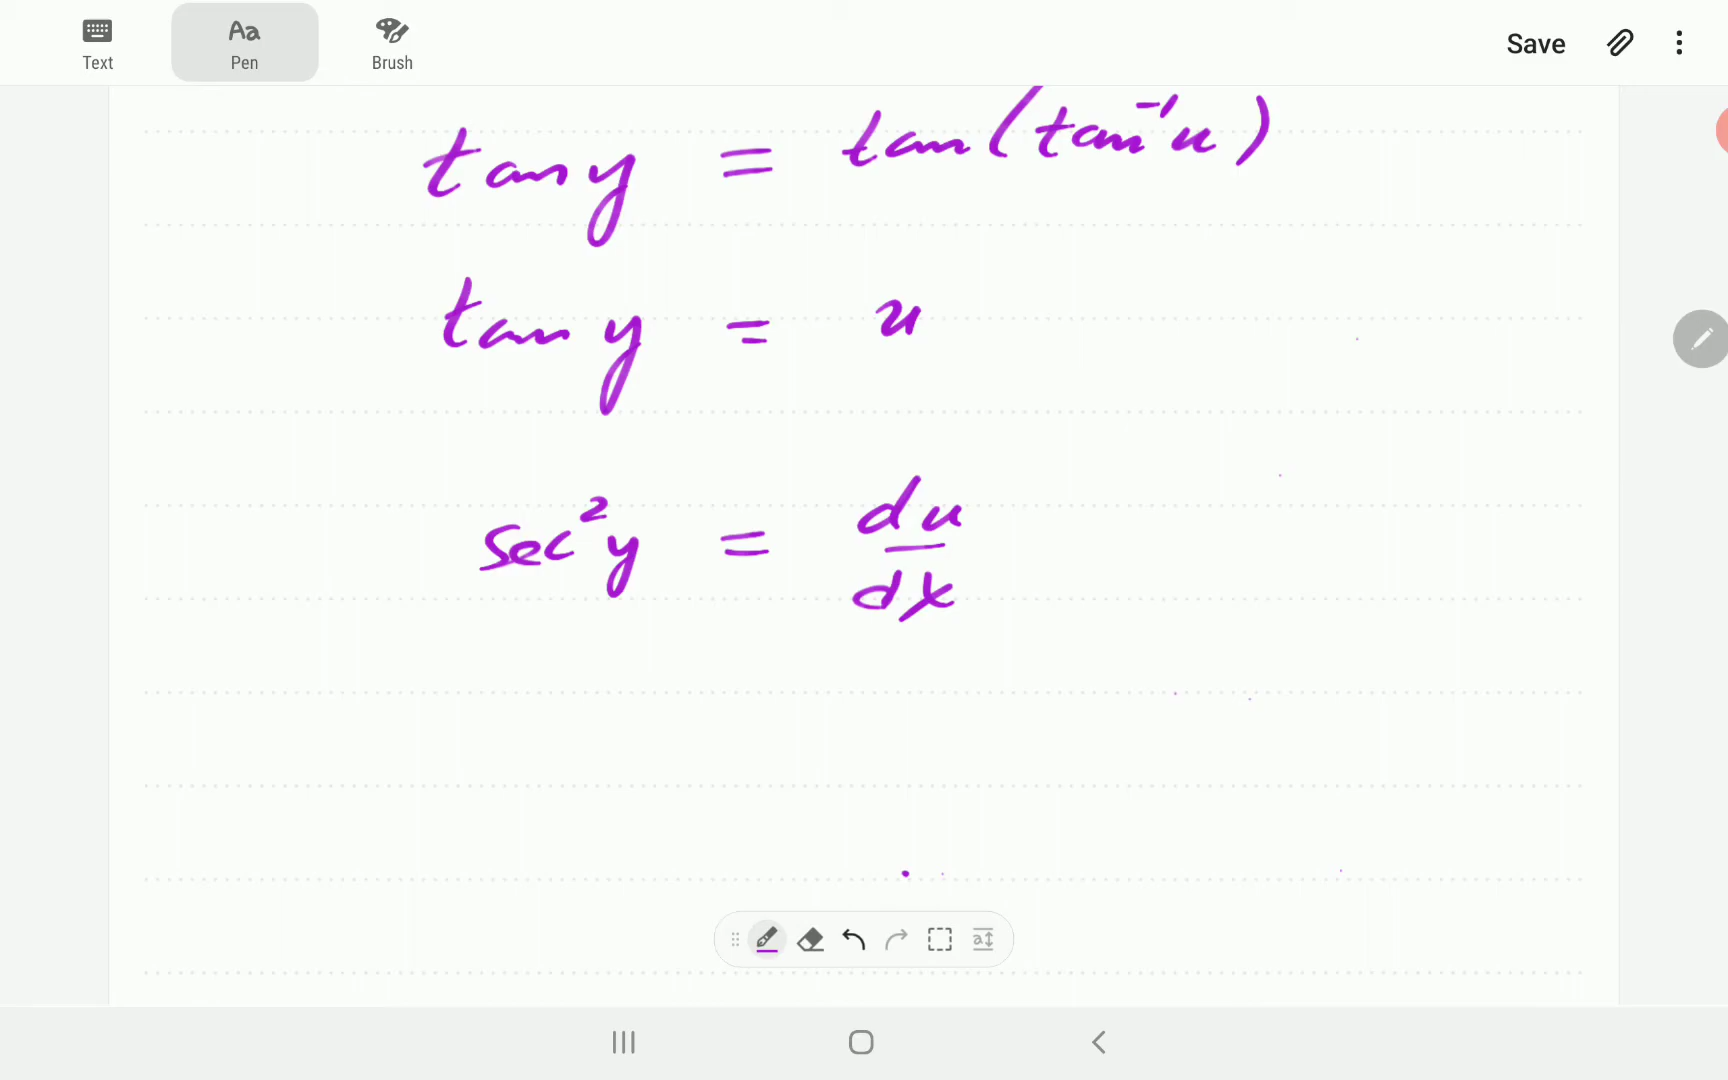 Text Pen Brush Save
tan y = tan(tan⁻¹u)
tan y = u
sec²y = du/dx